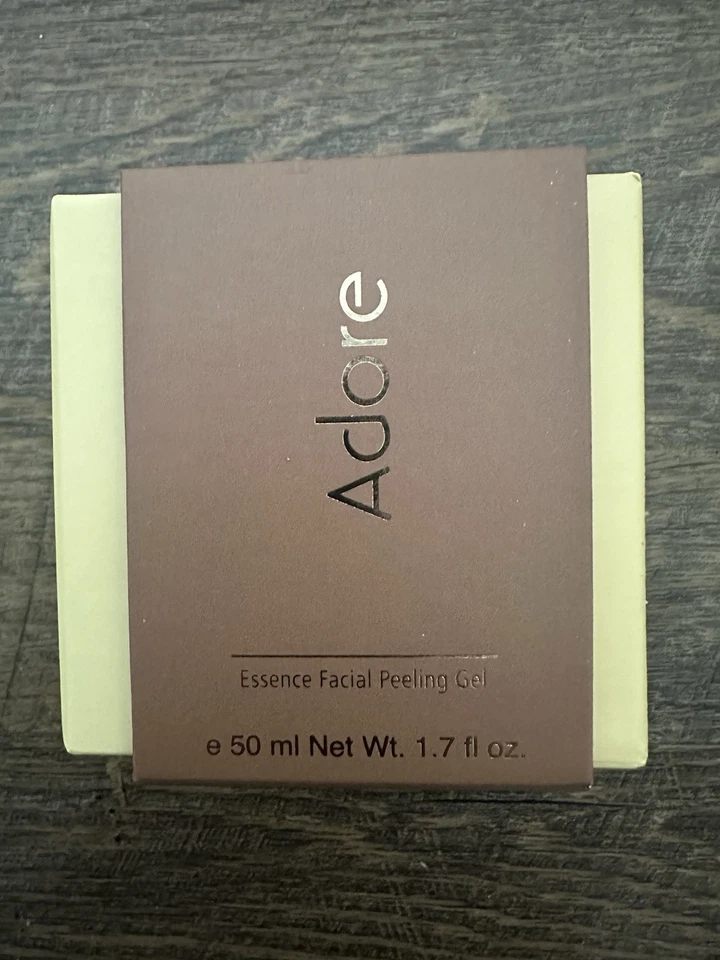 Adore
Essence Facial Peeling Gel
e 50 ml Net Wt. 1.7 fl oz.